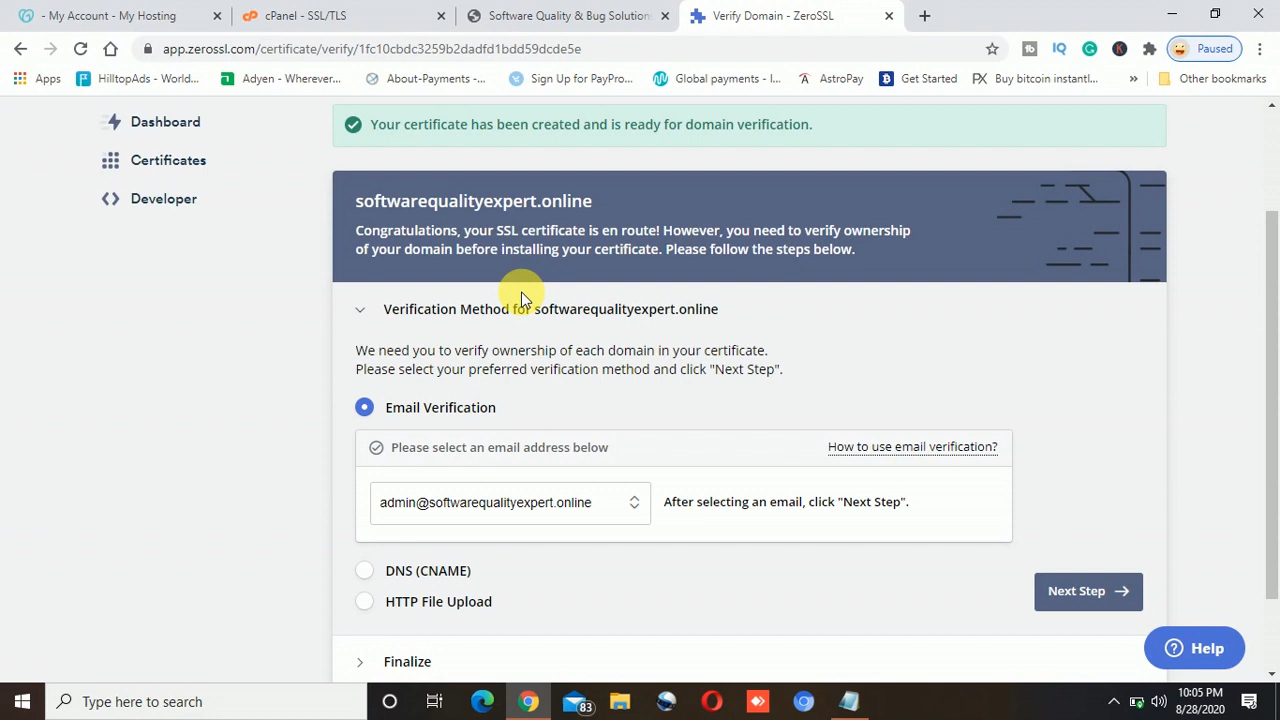 - My Account - My Hosting
cPanel - SSL/TLS
Software Quality & Bug Solution
Verify Domain - ZeroSSL
app.zerossl.com/certificate/verify/1fc10cbdc3259b2dadfd1bdd59dcde5e
Paused
Apps
HilltopAds - World...
Adyen - Wherever...
About-Payments -...
Sign Up for PayPro...
Global payments - I...
AstroPay
Get Started
Buy bitcoin instantl...
Other bookmarks
Dashboard
Certificates
Developer
Your certificate has been created and is ready for domain verification.
softwarequalityexpert.online
Congratulations, your SSL certificate is en route! However, you need to verify ownership
of your domain before installing your certificate. Please follow the steps below.
Verification Method for softwarequalityexpert.online
We need you to verify ownership of each domain in your certificate.
Please select your preferred verification method and click "Next Step".
Email Verification
Please select an email address below
How to use email verification?
admin@softwarequalityexpert.online
After selecting an email, click "Next Step".
DNS (CNAME)
HTTP File Upload
Next Step
Finalize
Help
Type here to search
83
10:05 PM
8/28/2020